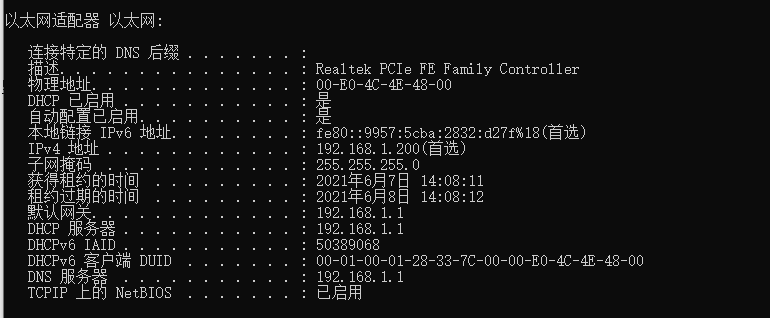 以太网适配器 以太网:
连接特定的 DNS 后缀 . . . . . . . :
描述. . . . . . . . . . . . . . . : Realtek PCIe FE Family Controller
物理地址. . . . . . . . . . . . . : 00-E0-4C-4E-48-00
DHCP 已启用 . . . . . . . . . . . : 是
自动配置已启用. . . . . . . . . . : 是
本地链接 IPv6 地址. . . . . . . . : fe80::9957:5cba:2832:d27f%18(首选)
IPv4 地址 . . . . . . . . . . . . : 192.168.1.200(首选)
子网掩码 . . . . . . . . . . . . : 255.255.255.0
获得租约的时间 . . . . . . . . . : 2021年6月7日 14:08:11
租约过期的时间 . . . . . . . . . : 2021年6月8日 14:08:12
默认网关. . . . . . . . . . . . . : 192.168.1.1
DHCP 服务器 . . . . . . . . . . . : 192.168.1.1
DHCPv6 IAID . . . . . . . . . . . : 50389068
DHCPv6 客户端 DUID . . . . . . . : 00-01-00-01-28-33-7C-00-00-E0-4C-4E-48-00
DNS 服务器 . . . . . . . . . . . : 192.168.1.1
TCPIP 上的 NetBIOS . . . . . . . : 已启用